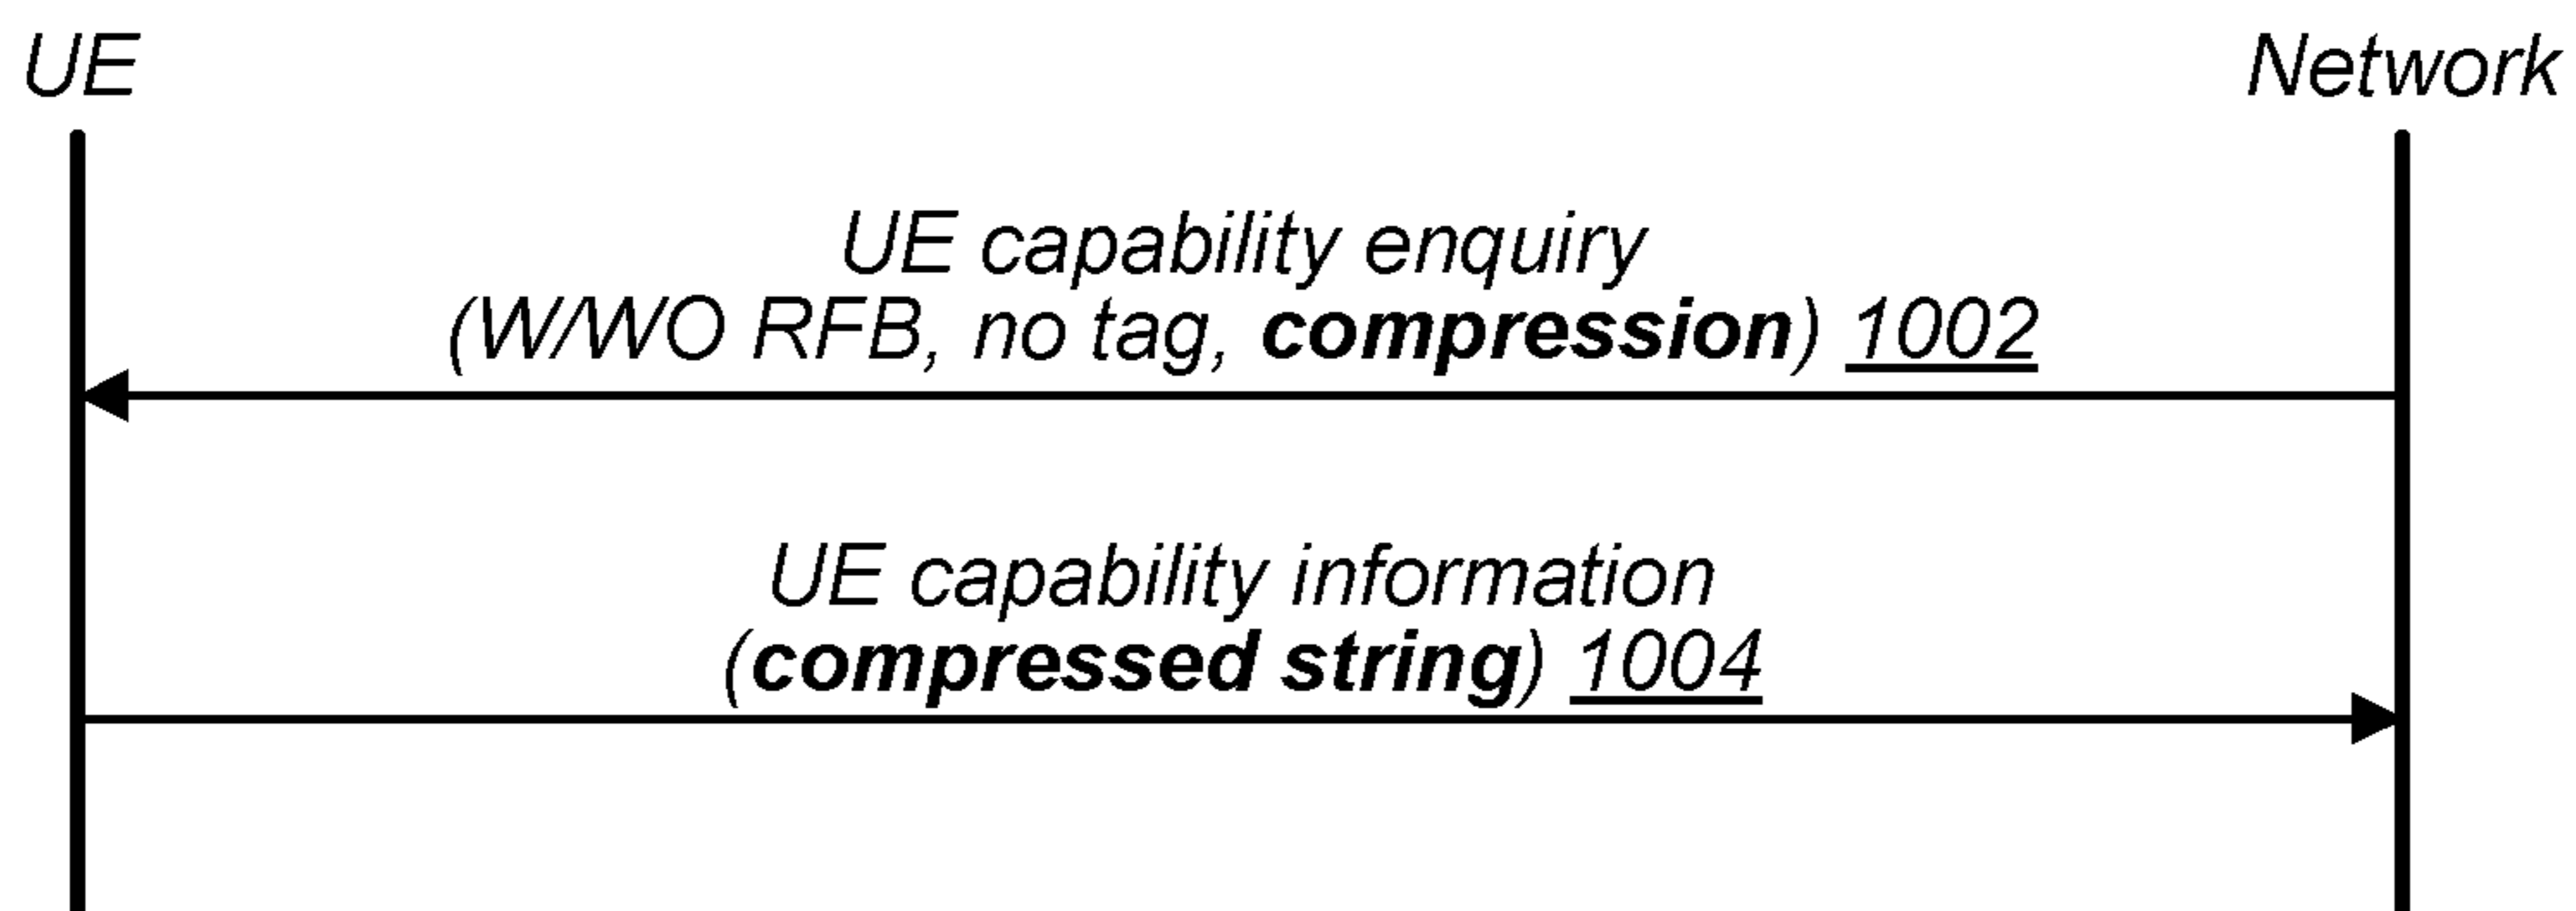 UE
Network
UE capability enquiry
(W/WO RFB, no tag, compression) 1002
UE capability information
(compressed string) 1004